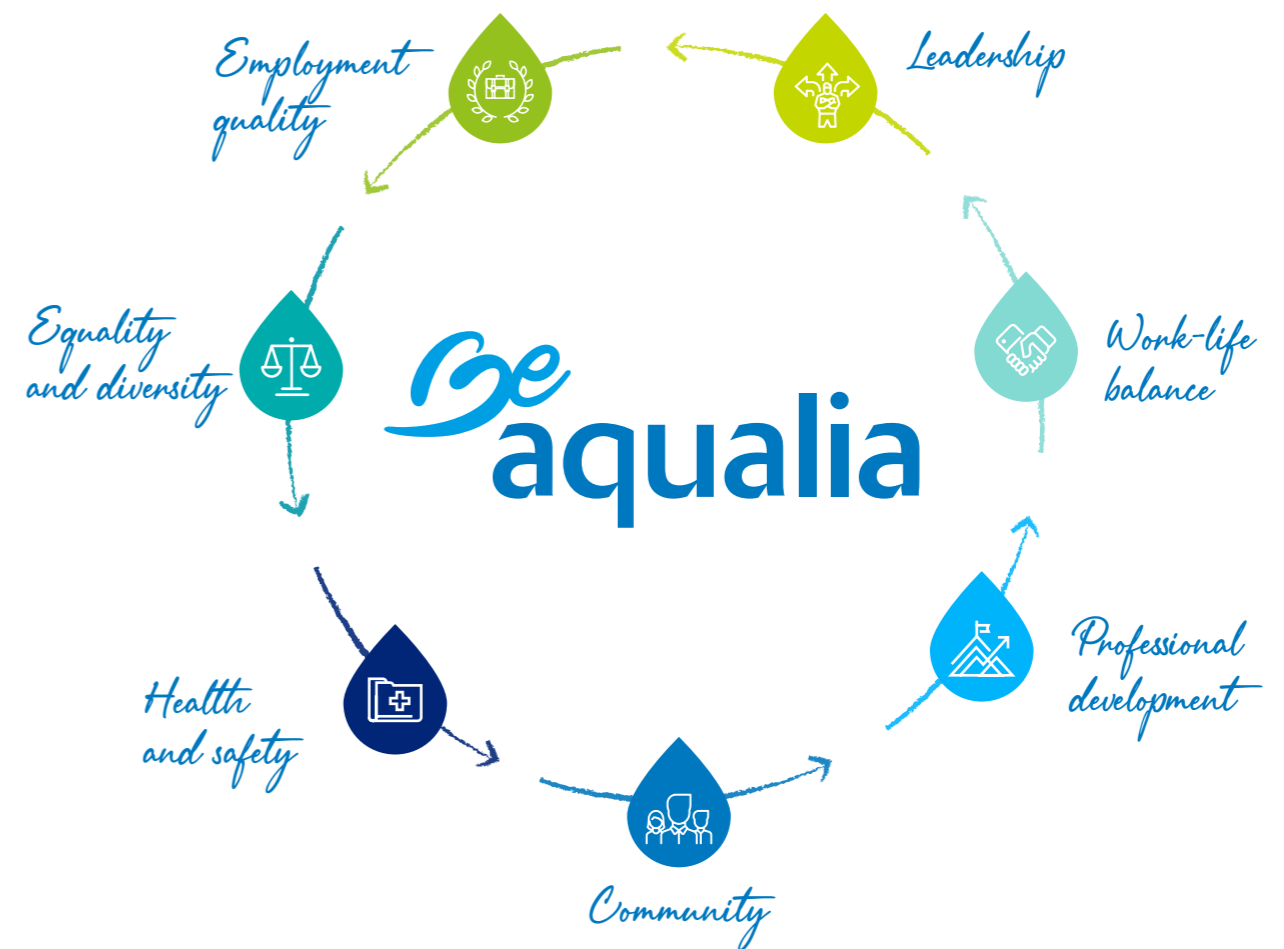 Employment
quality
Leadership
Equality
and diversity
Be
aqualia
Work-life
balance
Health
and safety
Professional
development
Community